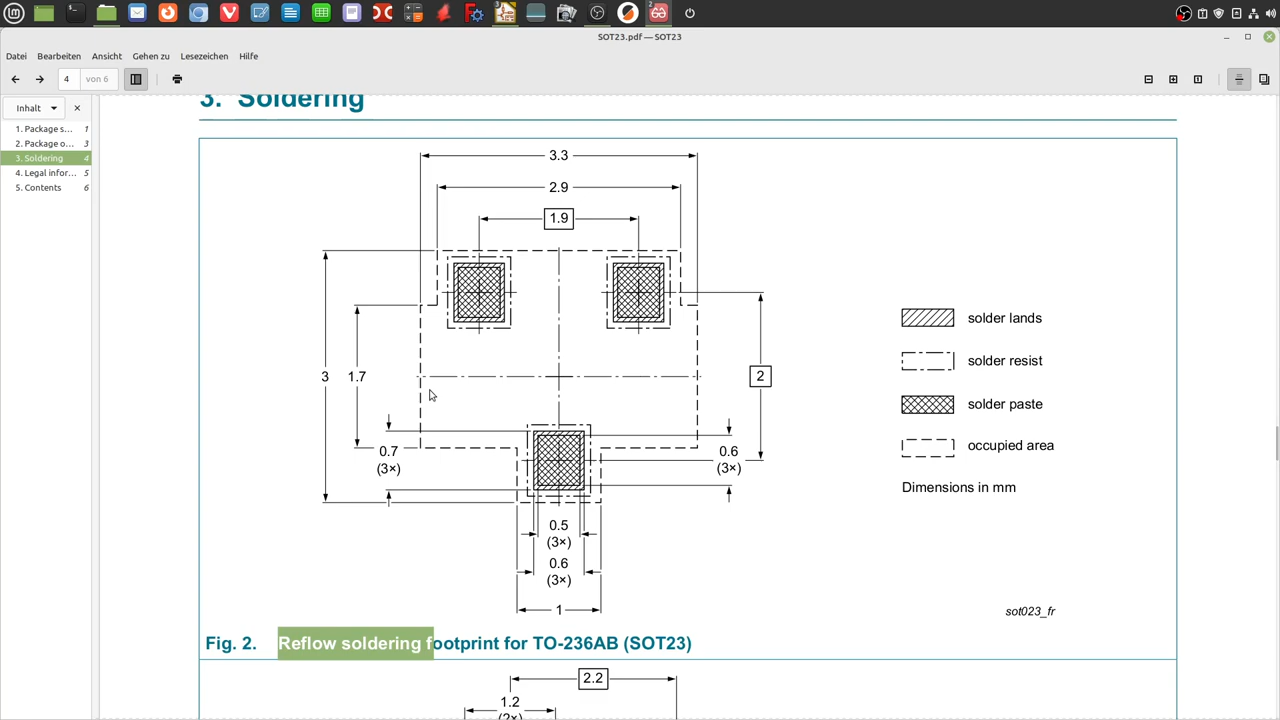 SOT23.pdf — SOT23
Datei Bearbeiten Ansicht Gehen zu Lesezeichen Hilfe
4 von 6
Inhalt
1. Package s... 1
2. Package o... 3
3. Soldering 4
4. Legal infor... 5
5. Contents 6
3. Soldering
3.3
2.9
1.9
3
1.7
2
0.7
(3×)
0.6
(3×)
0.5
(3×)
0.6
(3×)
1
solder lands
solder resist
solder paste
occupied area
Dimensions in mm
sot023_fr
Fig. 2. Reflow soldering footprint for TO-236AB (SOT23)
2.2
1.2
(2×)